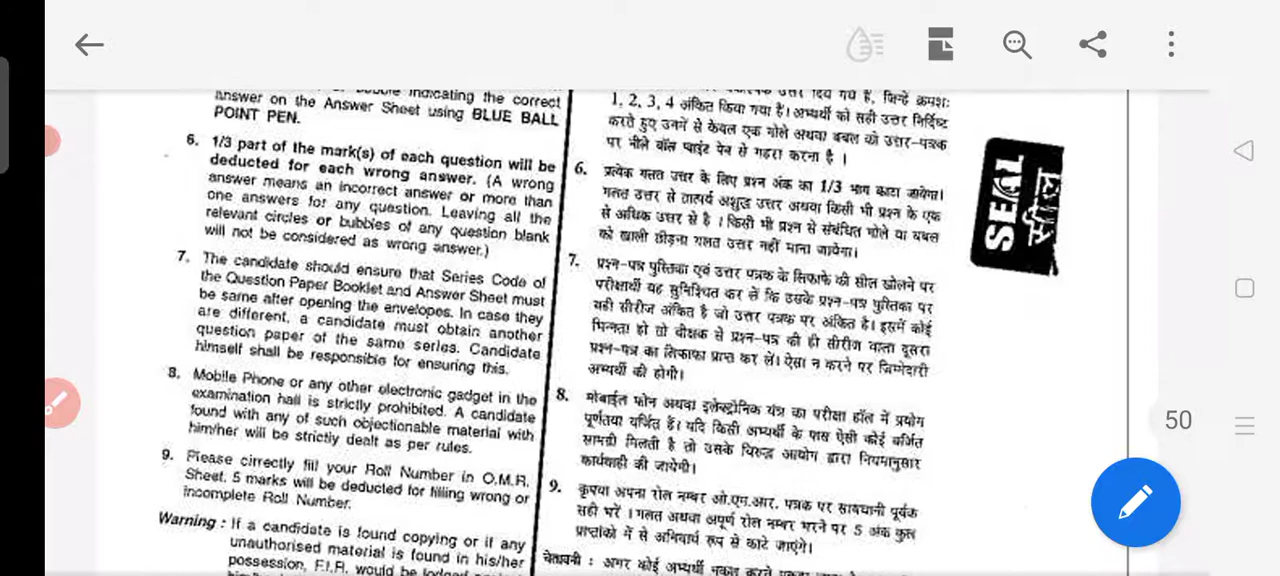 indicating the correct
answer on the Answer Sheet using BLUE BALL
POINT PEN.
6. 1/3 part of the mark(s) of each question will be
deducted for each wrong answer. (A wrong
answer means an incorrect answer or more than
one answers for any question. Leaving all the
relevant circles or bubbles of any question blank
will not be considered as wrong answer.)
7. The candidate should ensure that Series Code of
the Question Paper Booklet and Answer Sheet must
be same after opening the envelopes. In case they
are different, a candidate must obtain another
question paper of the same series. Candidate
himself shall be responsible for ensuring this.
8. Mobile Phone or any other electronic gadget in the
examination hall is strictly prohibited. A candidate
found with any of such objectionable material with
him/her will be strictly dealt as per rules.
9. Please cirrectly fill your Roll Number in O.M.R.
Sheet. 5 marks will be deducted for filling wrong or
incomplete Roll Number.
Warning : If a candidate is found copying or if any
unauthorised material is found in his/her
possession, F.I.R. would be lodged
उत्तर दिये गये हैं, जिन्हें क्रमशः
1, 2, 3, 4 अंकित किया गया है। अभ्यर्थी को सही उत्तर निर्दिष्ट
करते हुए उनमें से केवल एक गोले अथवा बबल को उत्तर-पत्रक
पर नीले बॉल प्वाइंट पेन से गहरा करना है ।
6. प्रत्येक गलत उत्तर के लिए प्रश्न अंक का 1/3 भाग काटा जायेगा।
गलत उत्तर से तात्पर्य अशुद्ध उत्तर अथवा किसी भी प्रश्न के एक
से अधिक उत्तर से है । किसी भी प्रश्न से संबंधित गोले या बबल
को खाली छोड़ना गलत उत्तर नहीं माना जायेगा।
7. प्रश्न-पत्र पुस्तिका एवं उत्तर पत्रक के लिफाफे की सील खोलने पर
परीक्षार्थी यह सुनिश्चित कर लें कि उसके प्रश्न-पत्र पुस्तिका पर
वही सीरीज अंकित है जो उत्तर पत्रक पर अंकित है। इसमें कोई
भिन्नता हो तो वीक्षक से प्रश्न-पत्र की ही सीरीज वाला दूसरा
प्रश्न-पत्र का लिफाफा प्राप्त कर लें। ऐसा न करने पर जिम्मेदारी
अभ्यर्थी की होगी।
8. मोबाईल फोन अथवा इलेक्ट्रोनिक यंत्र का परीक्षा हॉल में प्रयोग
पूर्णतया वर्जित है। यदि किसी अभ्यर्थी के पास ऐसी कोई वर्जित
सामग्री मिलती है तो उसके विरुद्ध आयोग द्वारा नियमानुसार
कार्यवाही की जायेगी।
9. कृपया अपना रोल नम्बर ओ.एम.आर. पत्रक पर सावधानी पूर्वक
सही भरें । गलत अथवा अपूर्ण रोल नम्बर भरने पर 5 अंक कुल
प्राप्तांकों में से अनिवार्य रूप से काटे जाएंगे।
चेतावनी : अगर कोई अभ्यर्थी नकल करते
SEAL
सील
50